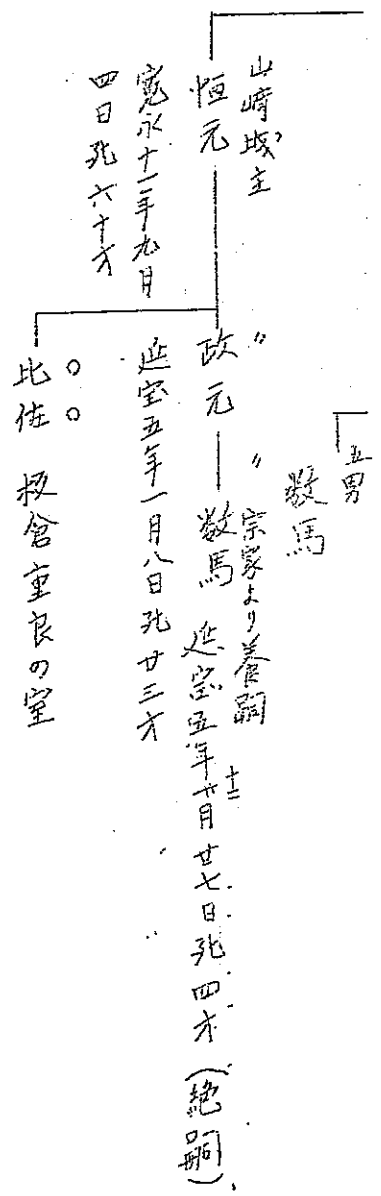 五男
数馬
山崎城主
恒元
寛永十一年九月
四日死六十才
〃
政元
〃 宗家より養嗣
数馬 延宝五年十二月廿七日死四才(絶嗣)
延宝五年一月八日死廿三才
○○
比佐 板倉重良の室